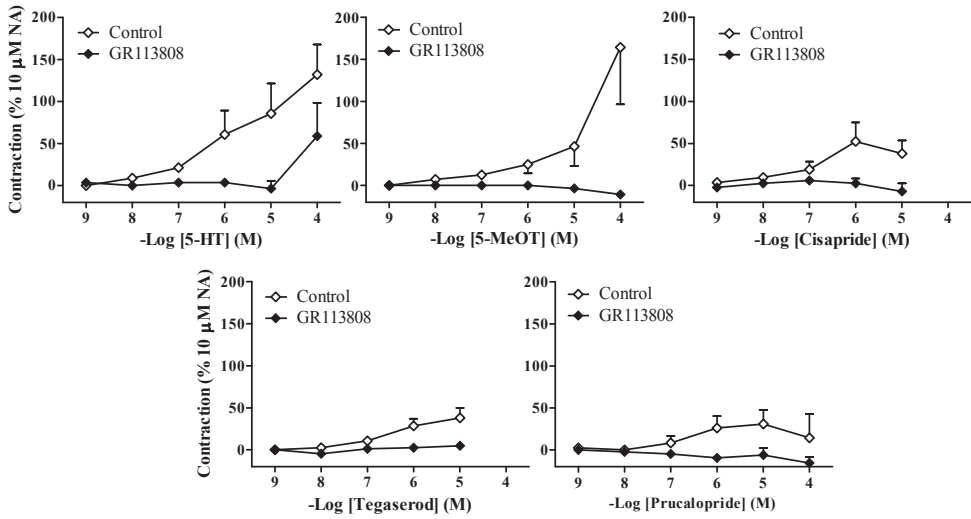 Contraction (% 10 µM NA)
200
150
100
50
0
Control
GR113808
9 8 7 6 5 4
-Log [5-HT] (M)
200
150
100
50
0
Control
GR113808
9 8 7 6 5 4
-Log [5-MeOT] (M)
200
150
100
50
0
Control
GR113808
9 8 7 6 5 4
-Log [Cisapride] (M)
Contraction (% 10 µM NA)
200
150
100
50
0
Control
GR113808
9 8 7 6 5 4
-Log [Tegaserod] (M)
200
150
100
50
0
Control
GR113808
9 8 7 6 5 4
-Log [Prucalopride] (M)